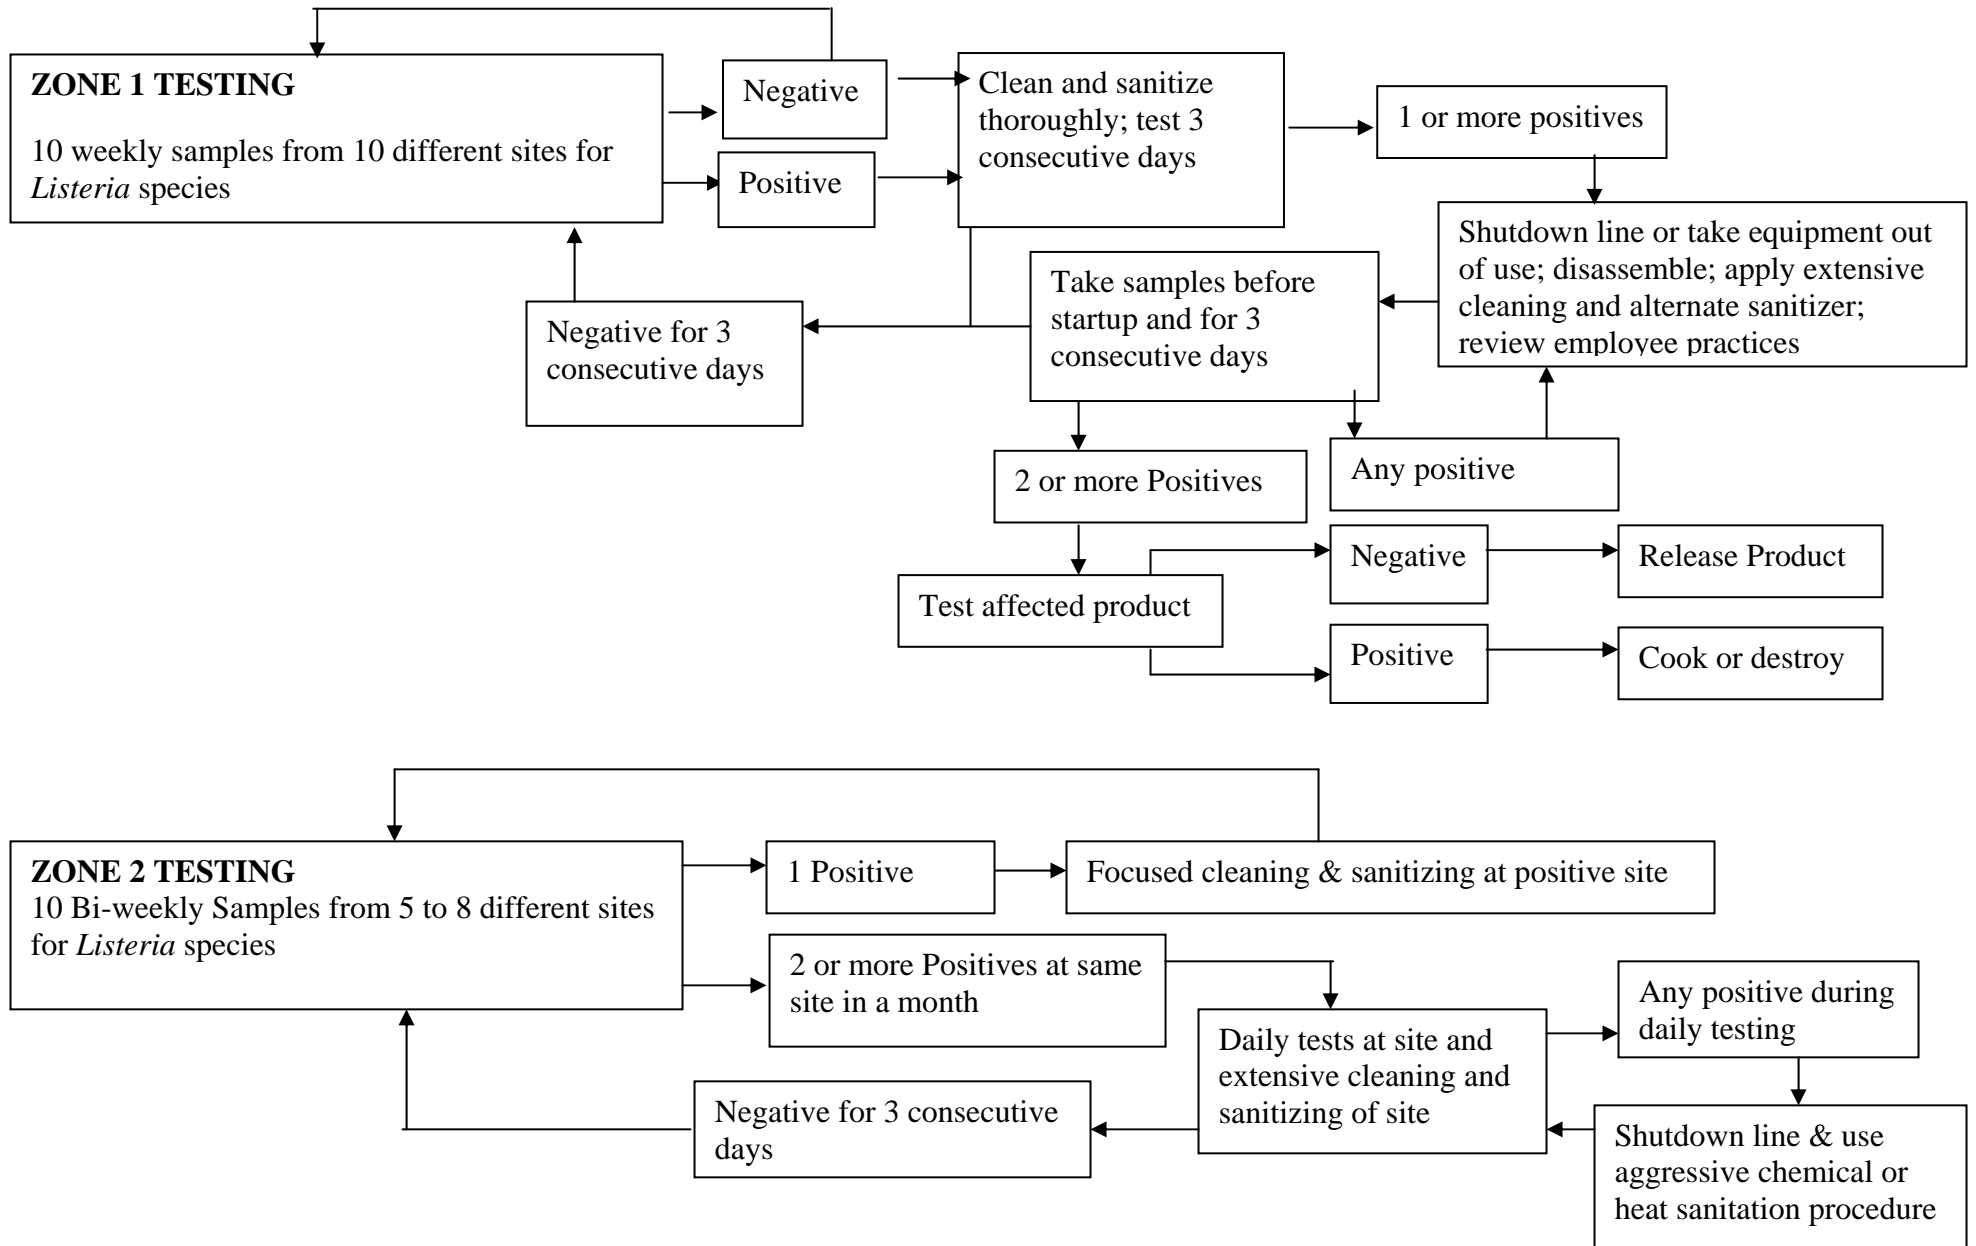 ZONE 1 TESTING
10 weekly samples from 10 different sites for
Listeria species
Negative
Positive
Clean and sanitize
thoroughly; test 3
consecutive days
1 or more positives
Shutdown line or take equipment out
of use; disassemble; apply extensive
cleaning and alternate sanitizer;
review employee practices
Take samples before
startup and for 3
consecutive days
Negative for 3
consecutive days
2 or more Positives
Any positive
Test affected product
Negative
Release Product
Positive
Cook or destroy
ZONE 2 TESTING
10 Bi-weekly Samples from 5 to 8 different sites
for Listeria species
1 Positive
Focused cleaning & sanitizing at positive site
2 or more Positives at same
site in a month
Daily tests at site and
extensive cleaning and
sanitizing of site
Any positive during
daily testing
Negative for 3 consecutive
days
Shutdown line & use
aggressive chemical or
heat sanitation procedure